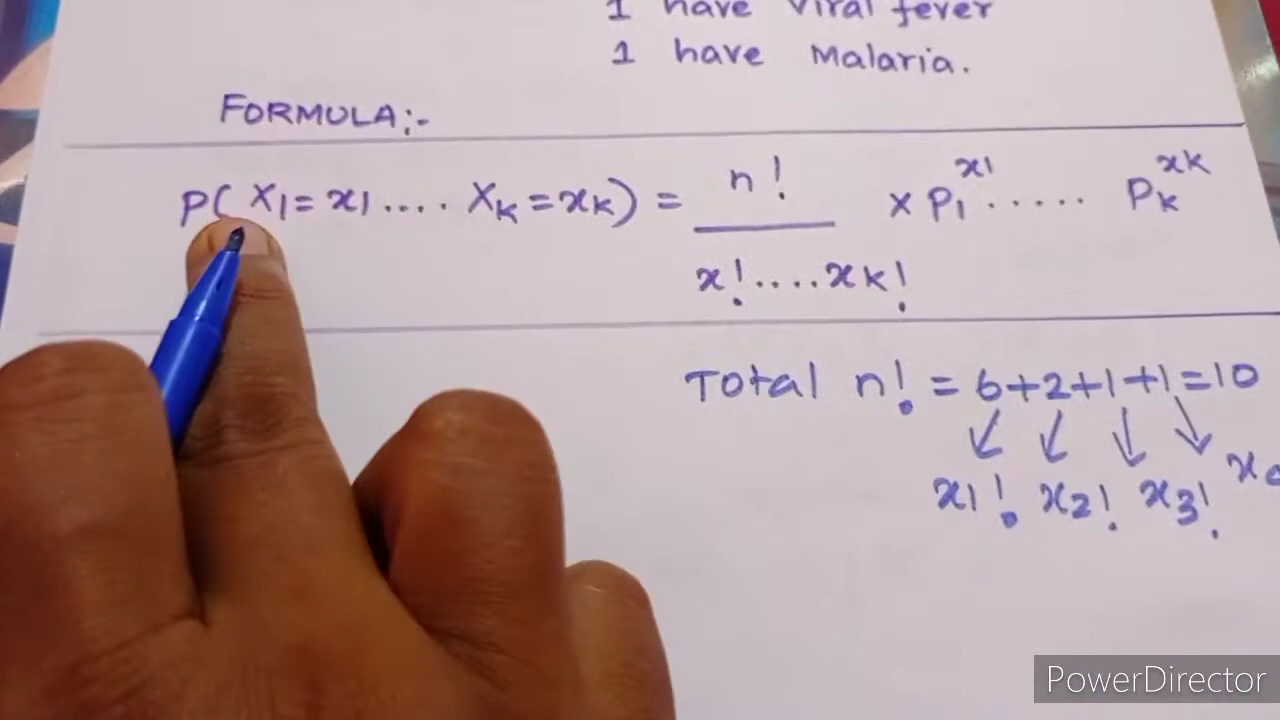 1 have Viral fever
1 have Malaria.
FORMULA:-
P( X1 = x1 .... Xk = xk ) = n! / x! .... xk! × P1^x1 ..... Pk^xk
Total n! = 6+2+1+1=10
x1! x2! x3!
PowerDirector